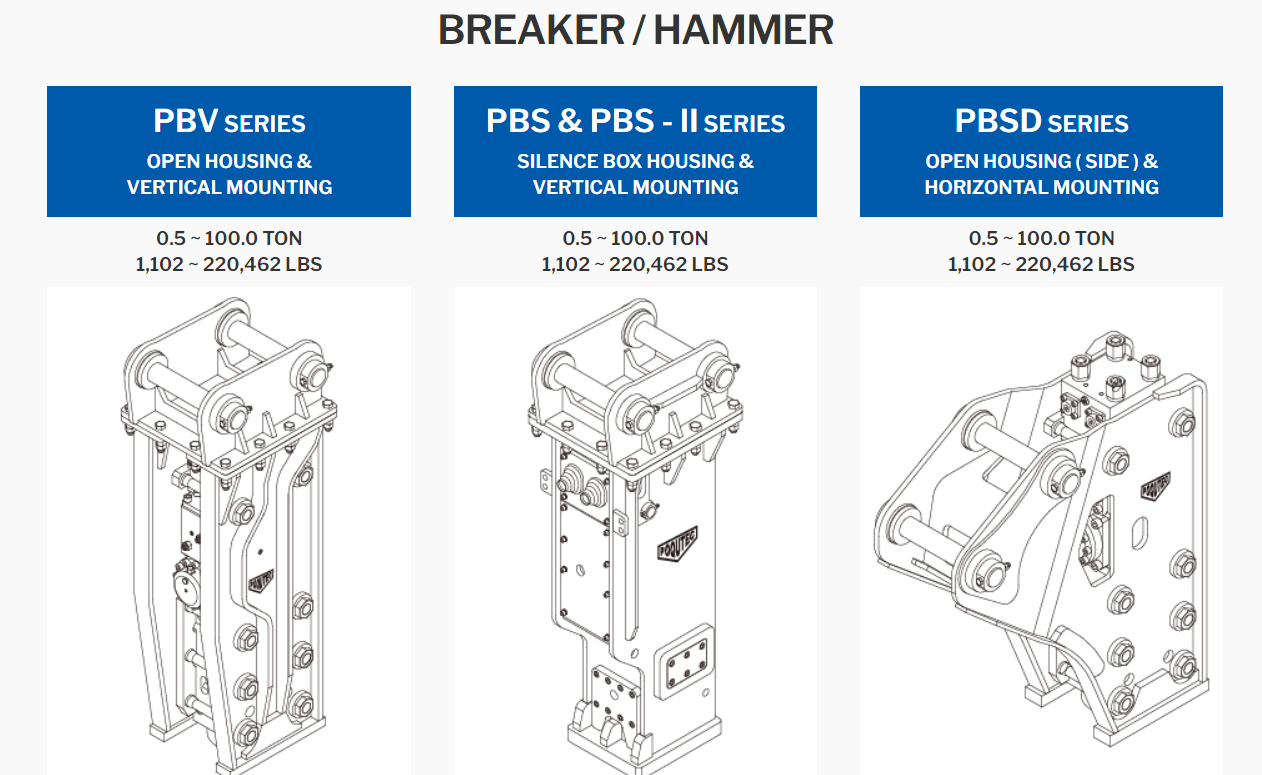 BREAKER / HAMMER
PBV SERIES
OPEN HOUSING &
VERTICAL MOUNTING
0.5 ~ 100.0 TON
1,102 ~ 220,462 LBS
POQUTEC
PBS & PBS - II SERIES
SILENCE BOX HOUSING &
VERTICAL MOUNTING
0.5 ~ 100.0 TON
1,102 ~ 220,462 LBS
POQUTEC
PBSD SERIES
OPEN HOUSING ( SIDE ) &
HORIZONTAL MOUNTING
0.5 ~ 100.0 TON
1,102 ~ 220,462 LBS
POQUTEC